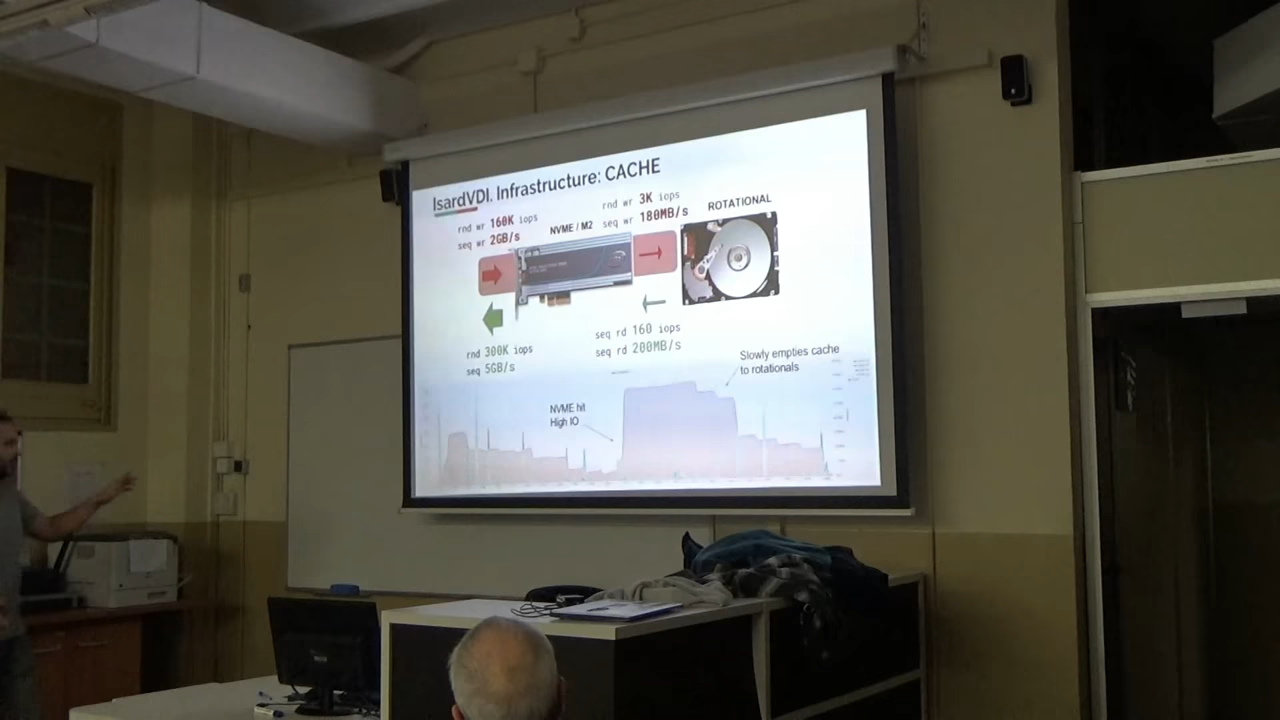 IsardVDI. Infrastructure: CACHE
rnd wr 160K iops
seq wr 2GB/s
NVME / M2
rnd wr 3K iops
seq wr 180MB/s
ROTATIONAL
rnd 300K iops
seq 5GB/s
seq rd 160 iops
seq rd 200MB/s
Slowly empties cache
to rotationals
NVME hit
High IO